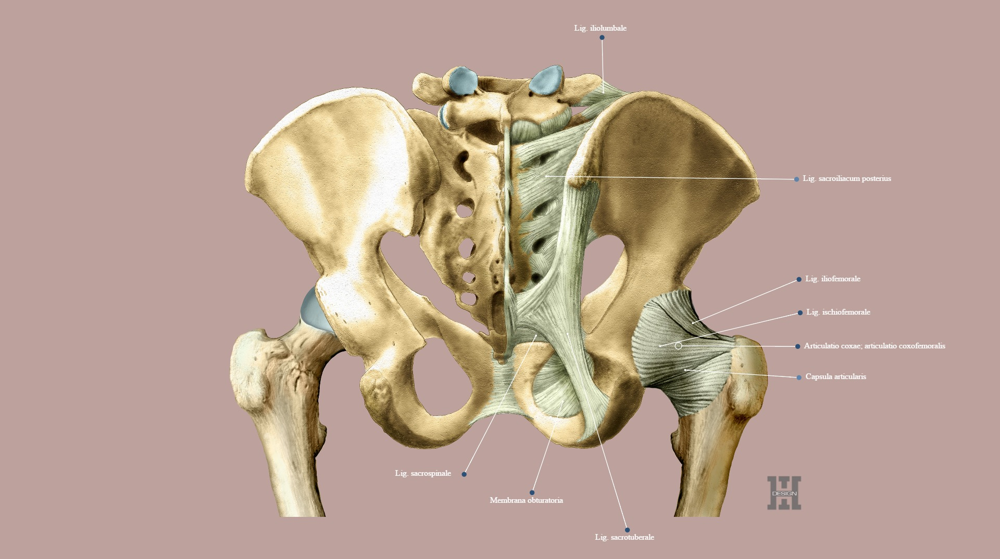 Lig. iliolumbale
Lig. sacroiliacum posterius
Lig. iliofemorale
Lig. ischiofemorale
Articulatio coxae; articulatio coxofemoralis
Capsula articularis
Lig. sacrospinale
Membrana obturatoria
Lig. sacrotuberale
H
DESIGN